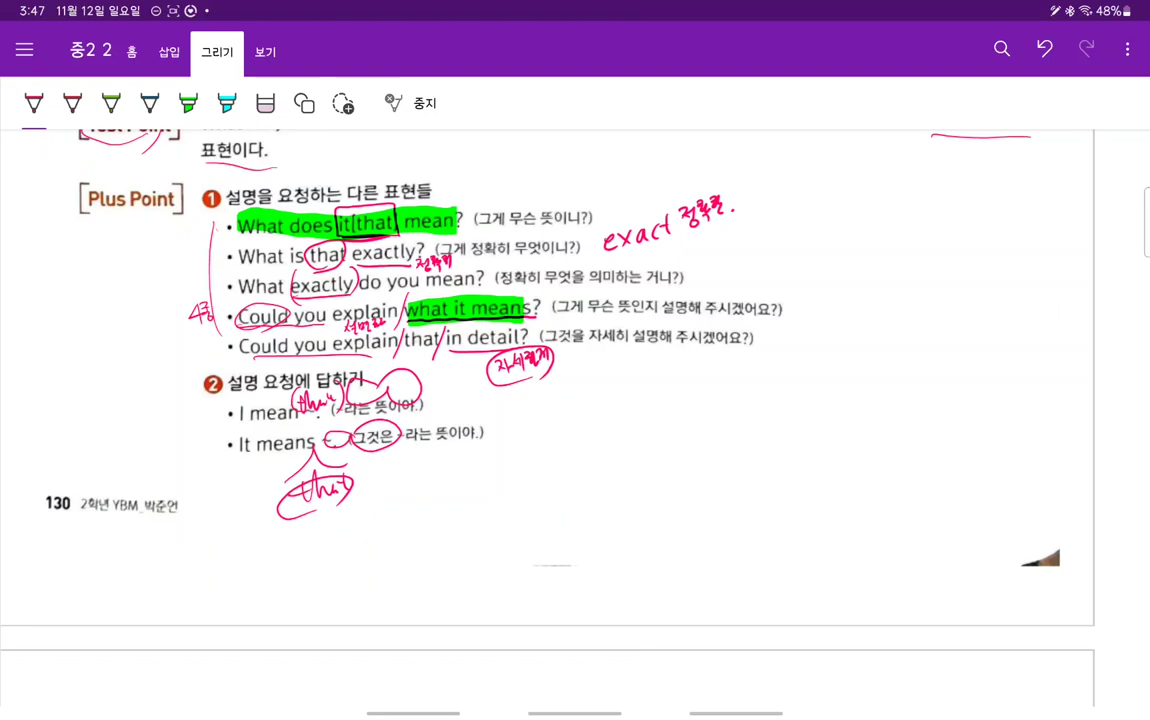 3:47 11월 12일 일요일 48%
중2 2 홈 삽입 그리기 보기
중지
표현이다.
[Plus Point] 1 설명을 요청하는 다른 표현들
• What does it[that] mean? (그게 무슨 뜻이니?)
exact 정확한.
• What is that exactly? (그게 정확히 무엇이니?)
정확히
• What exactly do you mean? (정확히 무엇을 의미하는 거니?)
• Could you explain what it means? (그게 무슨 뜻인지 설명해 주시겠어요?)
설명하다
• Could you explain that in detail? (그것을 자세히 설명해 주시겠어요?)
자세하게
2 설명 요청에 답하기
(that)
• I mean ~. (~라는 뜻이야.)
• It means ~. (그것은 ~라는 뜻이야.)
that
130 2학년 YBM_박준언